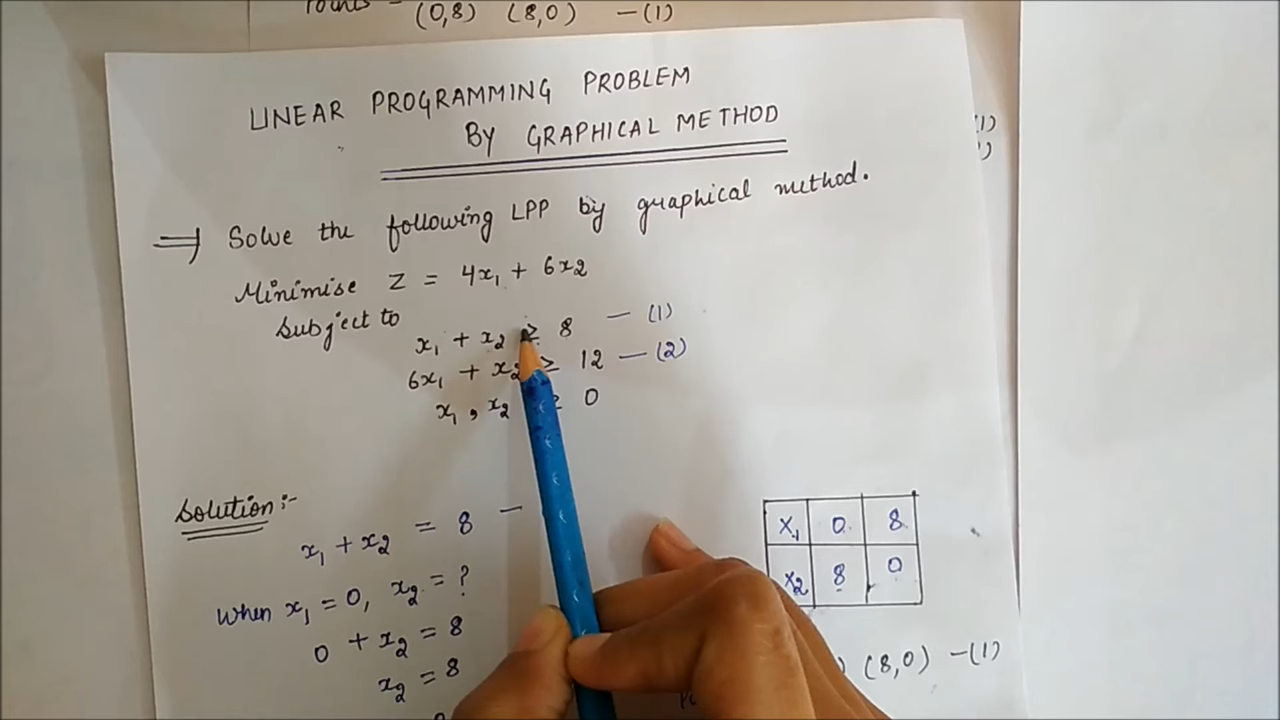 Points - (0,8) (8,0) - (1)
LINEAR PROGRAMMING PROBLEM
BY GRAPHICAL METHOD
⇒ Solve the following LPP by graphical method.
Minimise Z = 4x₁ + 6x₂
Subject to
x₁ + x₂ ≥ 8 - (1)
6x₁ + x₂ ≥ 12 - (2)
x₁, x₂ ≥ 0
Solution:-
x₁ + x₂ = 8 -
When x₁ = 0, x₂ = ?
0 + x₂ = 8
x₂ = 8
X₁ 0 8
X₂ 8 0
) (8,0) - (1)